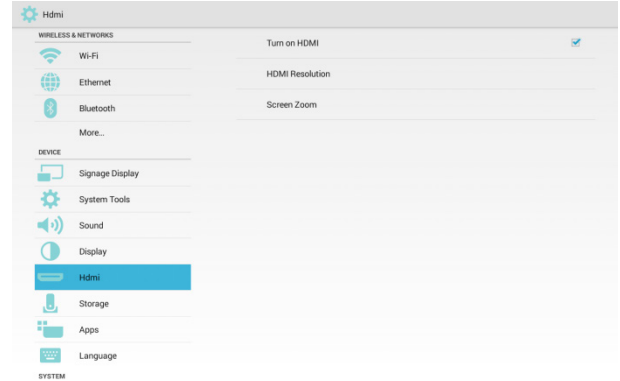 Hdmi
WIRELESS & NETWORKS
Wi-Fi
Ethernet
Bluetooth
More...
DEVICE
Signage Display
System Tools
Sound
Display
Hdmi
Storage
Apps
Language
SYSTEM
Turn on HDMI
HDMI Resolution
Screen Zoom